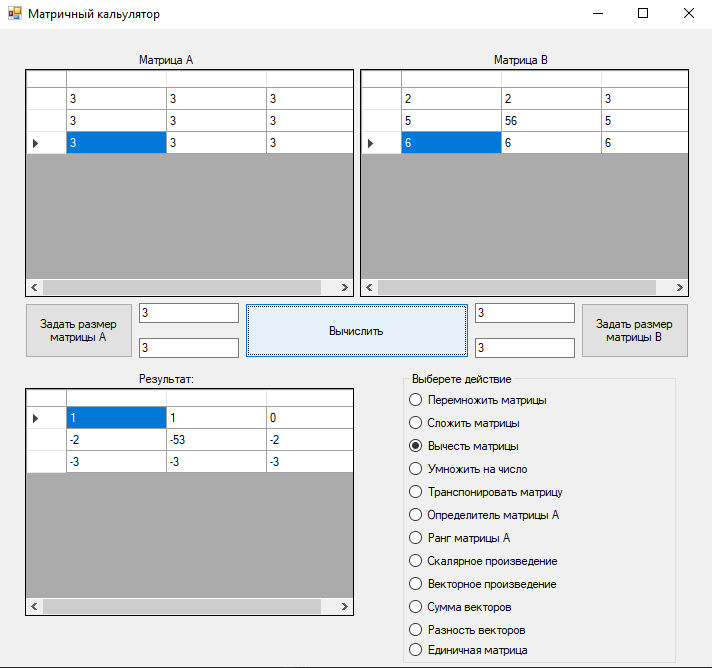 Матричный кальулятор
Матрица А
Матрица В
3 3 3
3 3 3
3 3 3
2 2 3
5 56 5
6 6 6
Задать размер
матрицы А
3
3
Вычислить
3
3
Задать размер
матрицы В
Результат:
1 1 0
-2 -53 -2
-3 -3 -3
Выберете действие
Перемножить матрицы
Сложить матрицы
Вычесть матрицы
Умножить на число
Транспонировать матрицу
Определитель матрицы А
Ранг матрицы А
Скалярное произведение
Векторное произведение
Сумма векторов
Разность векторов
Единичная матрица